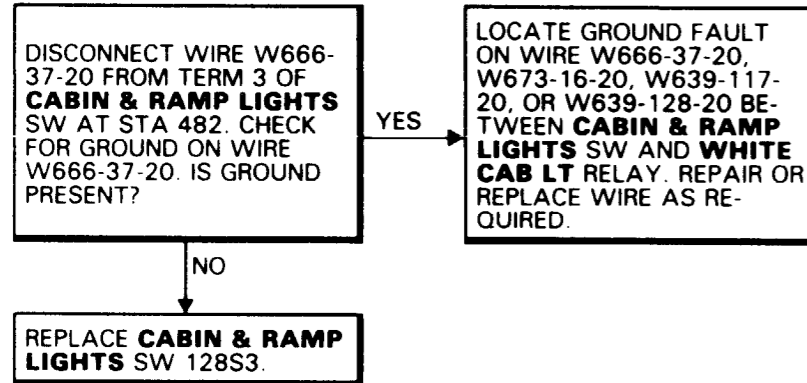 DISCONNECT WIRE W666-
37-20 FROM TERM 3 OF
CABIN & RAMP LIGHTS
SW AT STA 482. CHECK
FOR GROUND ON WIRE
W666-37-20. IS GROUND
PRESENT?
YES
LOCATE GROUND FAULT
ON WIRE W666-37-20,
W673-16-20, W639-117-
20, OR W639-128-20 BE-
TWEEN CABIN & RAMP
LIGHTS SW AND WHITE
CAB LT RELAY. REPAIR OR
REPLACE WIRE AS RE-
QUIRED.
NO
REPLACE CABIN & RAMP
LIGHTS SW 128S3.